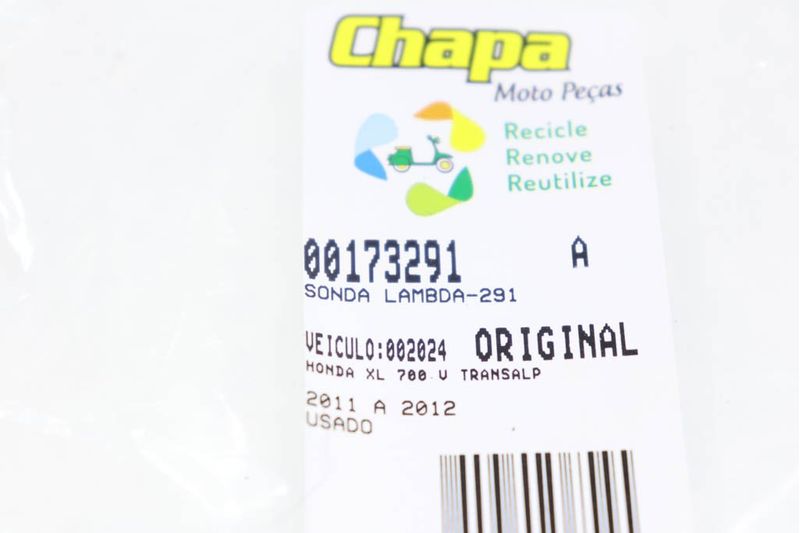 Chapa
Moto Peças
Recicle
Renove
Reutilize
00173291 A
SONDA LAMBDA-291
VEICULO:002024 ORIGINAL
HONDA XL 700 V TRANSALP
2011 A 2012
USADO